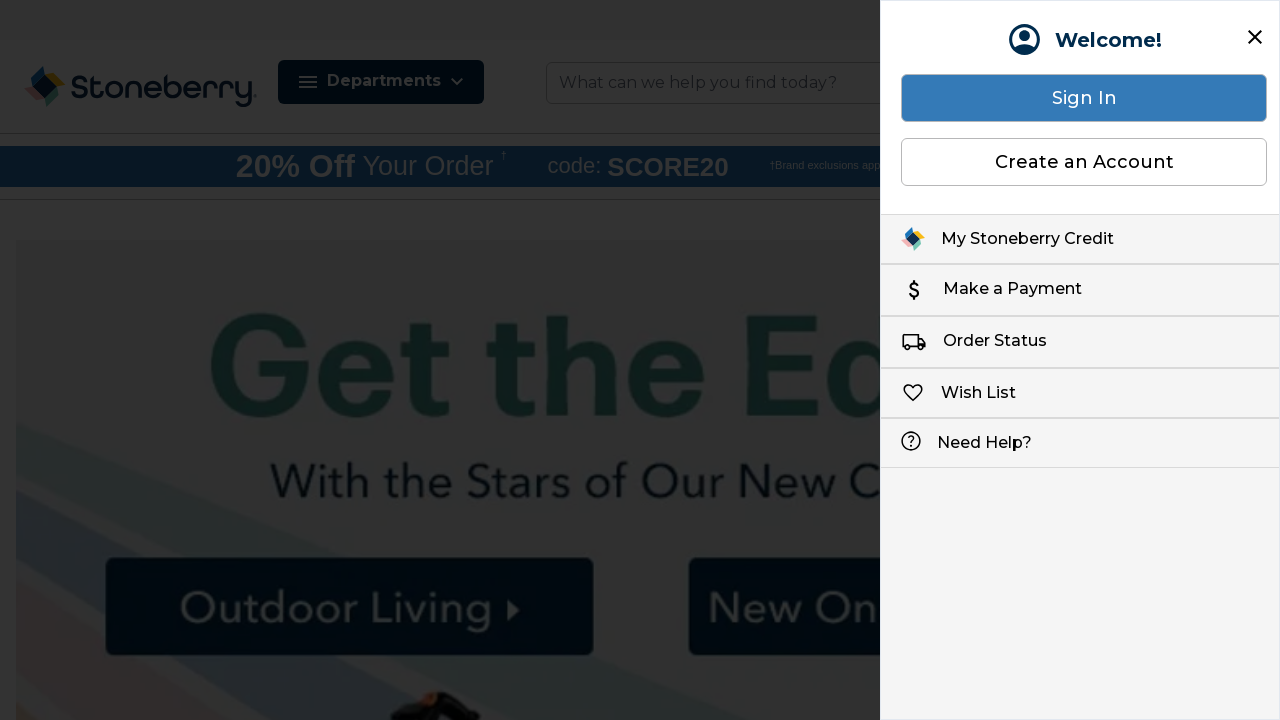 Welcome!
Sign In
Create an Account
My Stoneberry Credit
Make a Payment
Order Status
Wish List
Need Help?
Stoneberry
Departments
What can we help you find today?
20% Off Your Order † code: SCORE20 †Brand exclusions app
Get the Ed
With the Stars of Our New C
Outdoor Living
New On